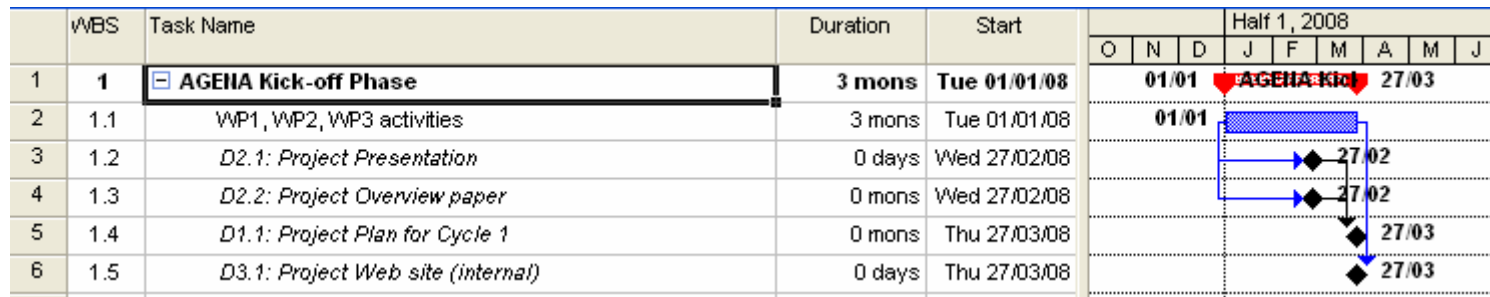 WBS Task Name Duration Start Half 1, 2008
O N D J F M A M J
1 1 AGENA Kick-off Phase 3 mons Tue 01/01/08 01/01 AGENA Kick 27/03
2 1.1 WP1, WP2, WP3 activities 3 mons Tue 01/01/08 01/01
3 1.2 D2.1: Project Presentation 0 days Wed 27/02/08 27/02
4 1.3 D2.2: Project Overview paper 0 mons Wed 27/02/08 27/02
5 1.4 D1.1: Project Plan for Cycle 1 0 mons Thu 27/03/08 27/03
6 1.5 D3.1: Project Web site (internal) 0 days Thu 27/03/08 27/03